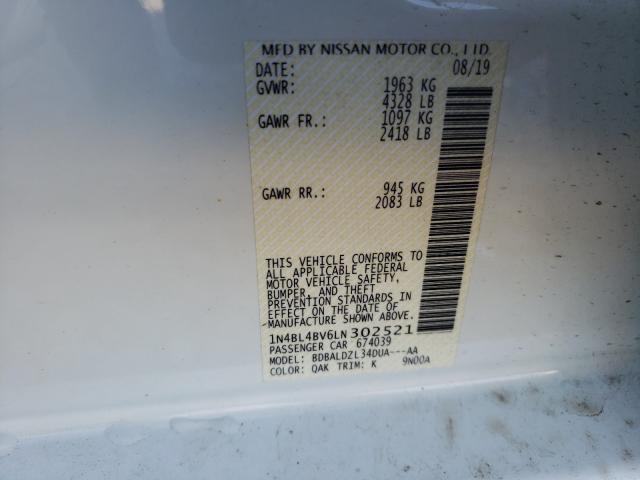 MFD BY NISSAN MOTOR CO., LTD.
DATE: 08/19
GVWR: 1963 KG
4328 LB
GAWR FR.: 1097 KG
2418 LB
GAWR RR.: 945 KG
2083 LB
THIS VEHICLE CONFORMS TO
ALL APPLICABLE FEDERAL
MOTOR VEHICLE SAFETY,
BUMPER, AND THEFT
PREVENTION STANDARDS IN
EFFECT ON THE DATE OF
MANUFACTURE SHOWN ABOVE.
1N4BL4BV6LN302521
PASSENGER CAR 674039
MODEL: BDBALDZL34DUA---AA
COLOR: QAK TRIM: K 9N00A